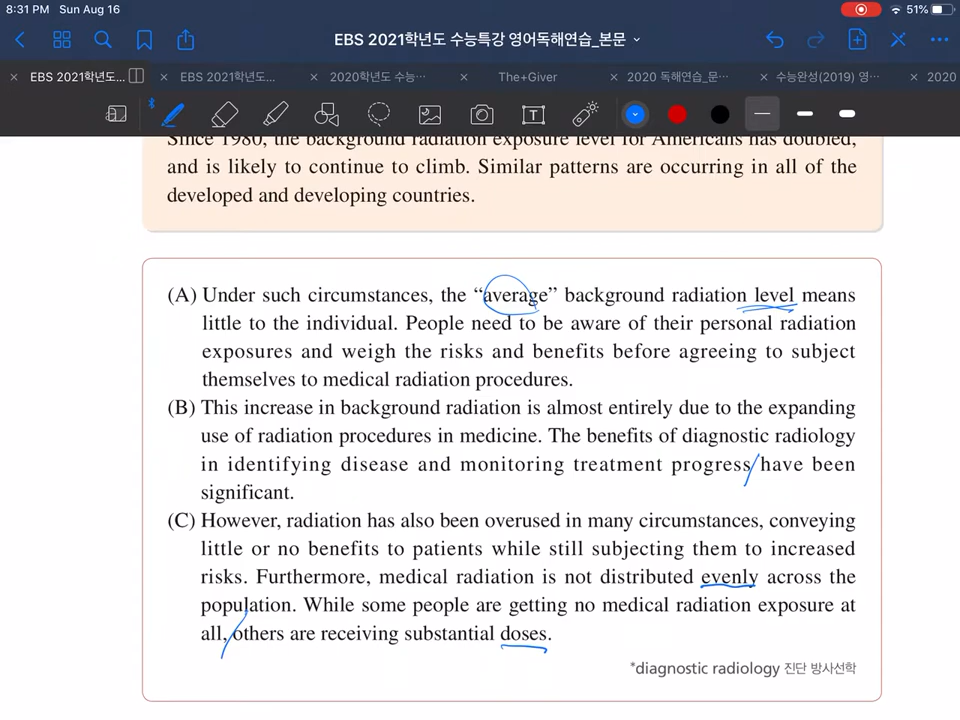 8:31 PM Sun Aug 16
51%
EBS 2021학년도 수능특강 영어독해연습_본문
EBS 2021학년도...
EBS 2021학년도...
2020학년도 수능...
The+Giver
2020 독해연습_문...
수능완성(2019) 영...
2020
T
Since 1980, the background radiation exposure level for Americans has doubled,
and is likely to continue to climb. Similar patterns are occurring in all of the
developed and developing countries.
(A) Under such circumstances, the “average” background radiation level means
little to the individual. People need to be aware of their personal radiation
exposures and weigh the risks and benefits before agreeing to subject
themselves to medical radiation procedures.
(B) This increase in background radiation is almost entirely due to the expanding
use of radiation procedures in medicine. The benefits of diagnostic radiology
in identifying disease and monitoring treatment progress have been
significant.
(C) However, radiation has also been overused in many circumstances, conveying
little or no benefits to patients while still subjecting them to increased
risks. Furthermore, medical radiation is not distributed evenly across the
population. While some people are getting no medical radiation exposure at
all, others are receiving substantial doses.
*diagnostic radiology 진단 방사선학